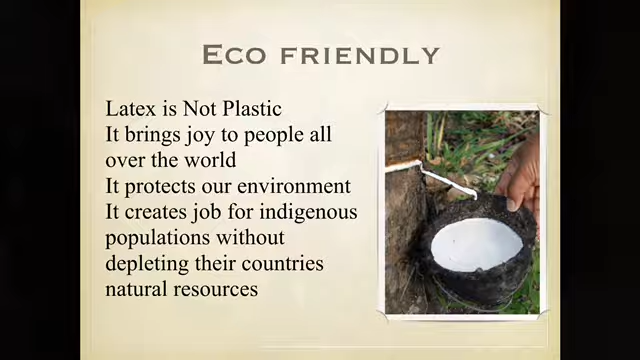 Eco friendly
Latex is Not Plastic
It brings joy to people all
over the world
It protects our environment
It creates job for indigenous
populations without
depleting their countries
natural resources